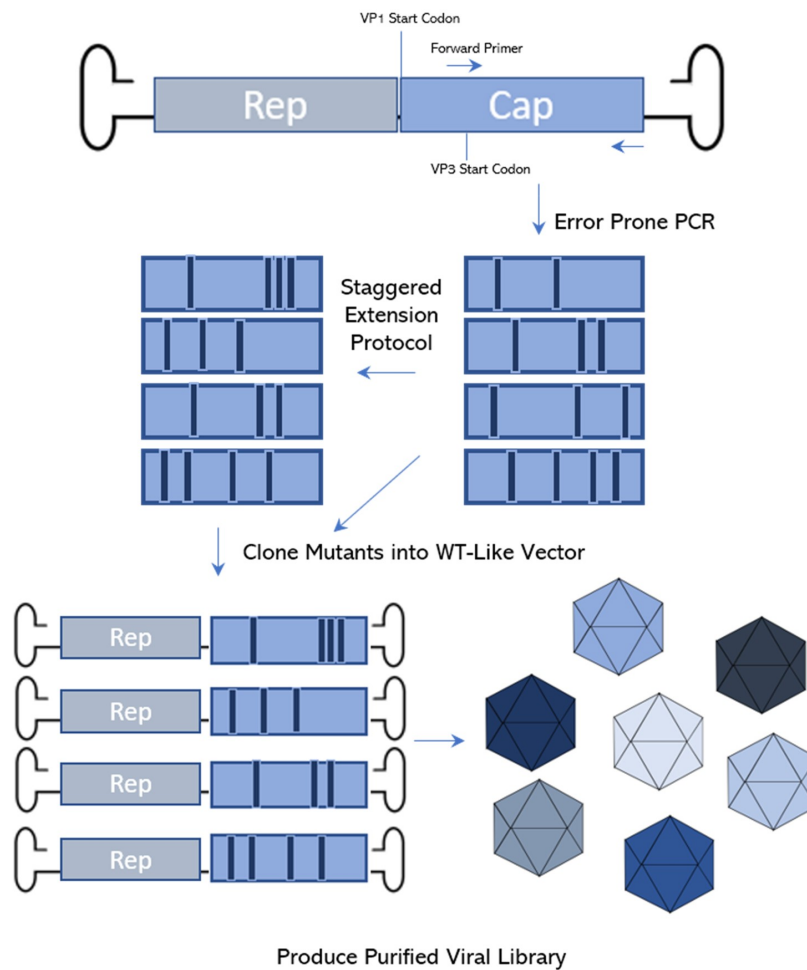 VP1 Start Codon
Forward Primer
Rep
Cap
VP3 Start Codon
Error Prone PCR
Staggered
Extension
Protocol
Clone Mutants into WT-Like Vector
Rep
Rep
Rep
Rep
Produce Purified Viral Library